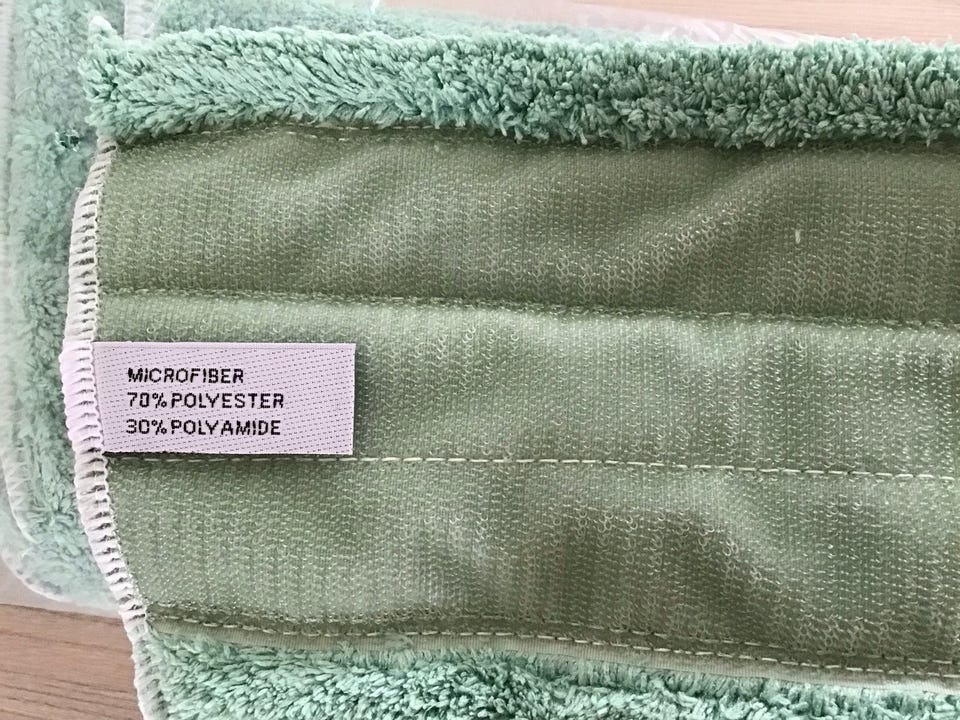 MICROFIBER
70% POLYESTER
30% POLYAMIDE